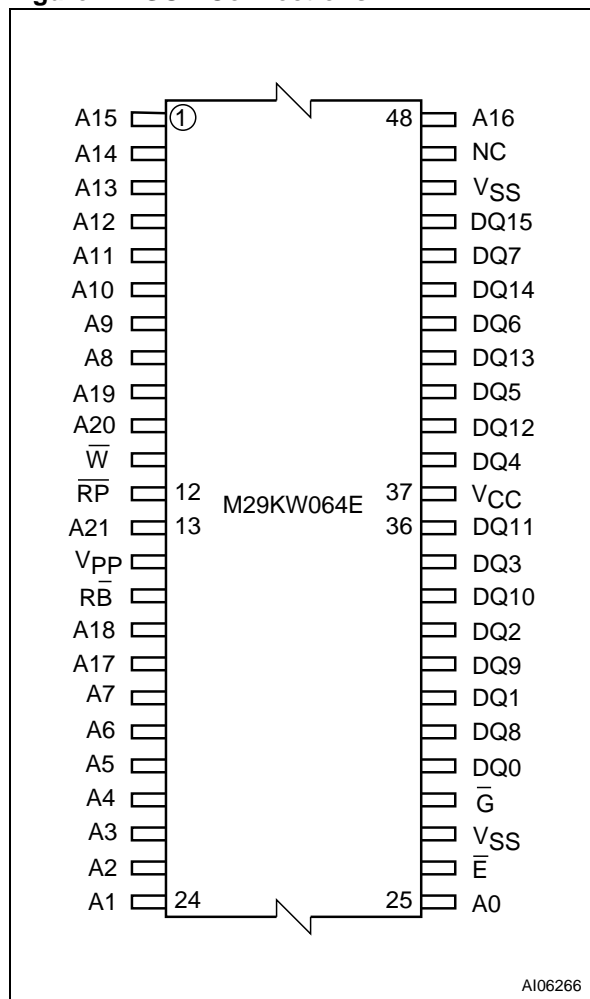 A15 1 48 A16
A14 NC
A13 VSS
A12 DQ15
A11 DQ7
A10 DQ14
A9 DQ6
A8 DQ13
A19 DQ5
A20 DQ12
W̅ DQ4
R̅P̅ 12 M29KW064E 37 VCC
A21 13 36 DQ11
VPP DQ3
RB̅ DQ10
A18 DQ2
A17 DQ9
A7 DQ1
A6 DQ8
A5 DQ0
A4 G̅
A3 VSS
A2 E̅
A1 24 25 A0
AI06266